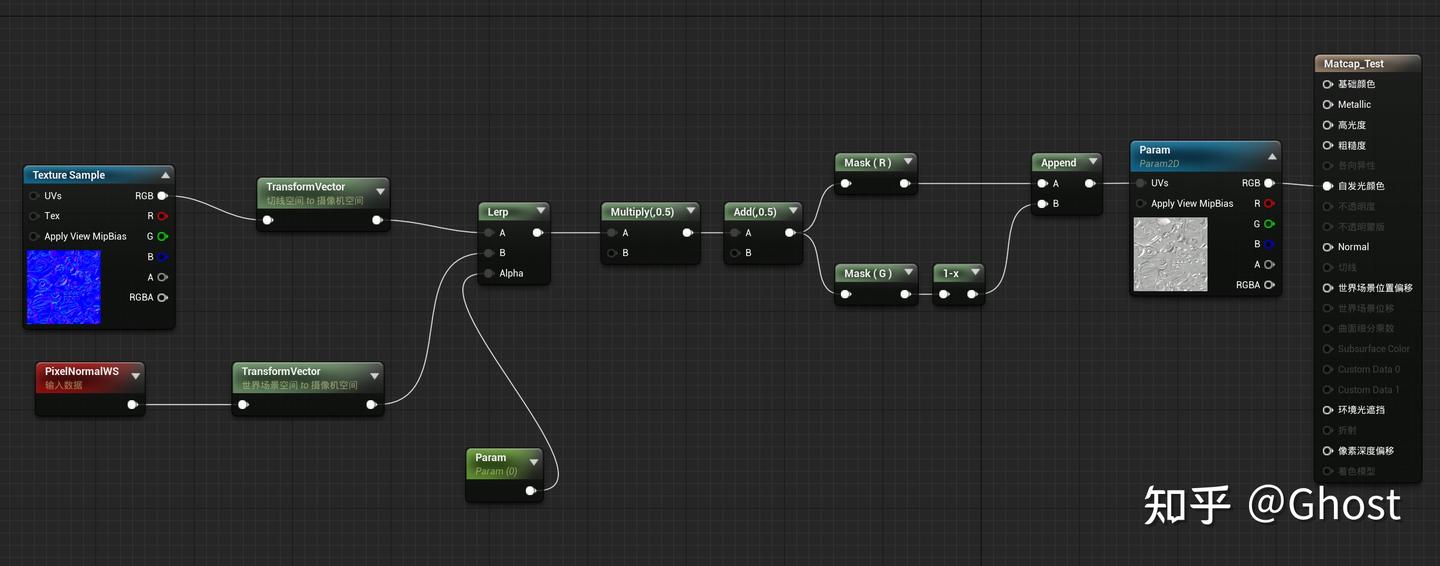 Texture Sample
UVs
RGB
Tex
R
Apply View MipBias
G
B
A
RGBA
TransformVector
切线空间 to 摄像机空间
PixelNormalWS
输入数据
TransformVector
世界场景空间 to 摄像机空间
Lerp
A
B
Alpha
Param
Param (0)
Multiply(,0.5)
A
B
Add(,0.5)
A
B
Mask ( R )
Mask ( G )
1-x
Append
A
B
Param
Param2D
UVs
RGB
Apply View MipBias
R
G
B
A
RGBA
Matcap_Test
基础颜色
Metallic
高光度
粗糙度
各向异性
自发光颜色
不透明度
不透明蒙版
Normal
切线
世界场景位置偏移
世界场景位移
曲面细分乘数
Subsurface Color
Custom Data 0
Custom Data 1
环境光遮挡
折射
像素深度偏移
着色模型
知乎 @Ghost